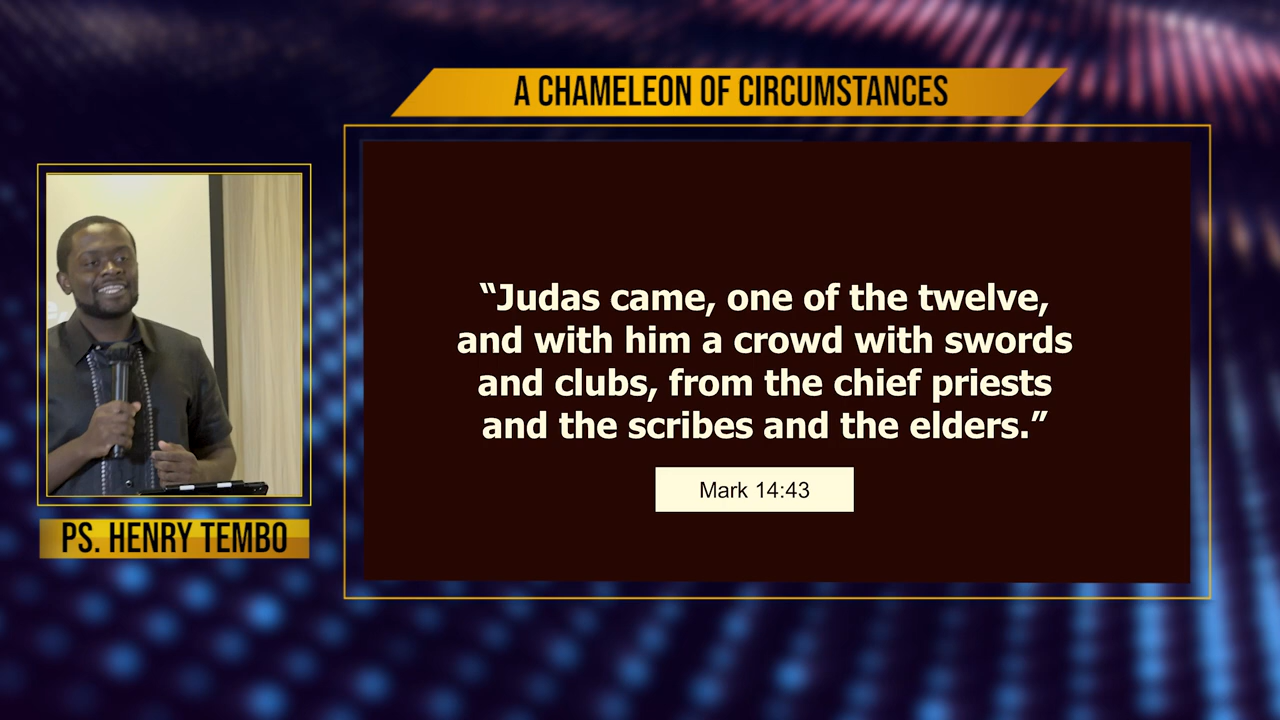 A CHAMELEON OF CIRCUMSTANCES
“Judas came, one of the twelve,
and with him a crowd with swords
and clubs, from the chief priests
and the scribes and the elders.”
Mark 14:43
PS. HENRY TEMBO